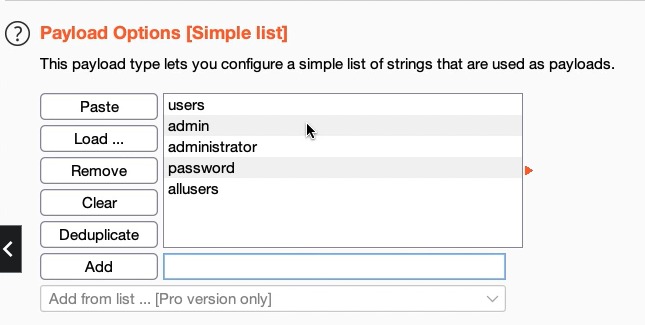 Payload Options [Simple list]
This payload type lets you configure a simple list of strings that are used as payloads.
Paste
Load ...
Remove
Clear
Deduplicate
Add
users
admin
administrator
password
allusers
Add from list ... [Pro version only]